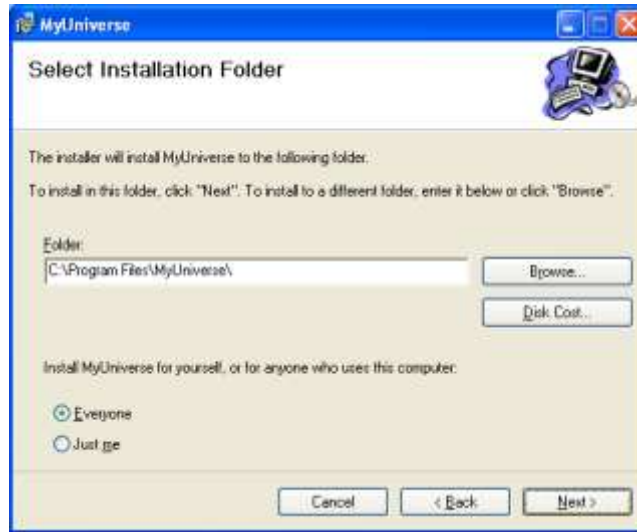 MyUniverse
Select Installation Folder
The installer will install MyUniverse to the following folder.
To install in this folder, click "Next". To install to a different folder, enter it below or click "Browse".
Folder:
C:\Program Files\MyUniverse\
Browse...
Disk Cost...
Install MyUniverse for yourself, or for anyone who uses this computer:
Everyone
Just me
Cancel
< Back
Next >